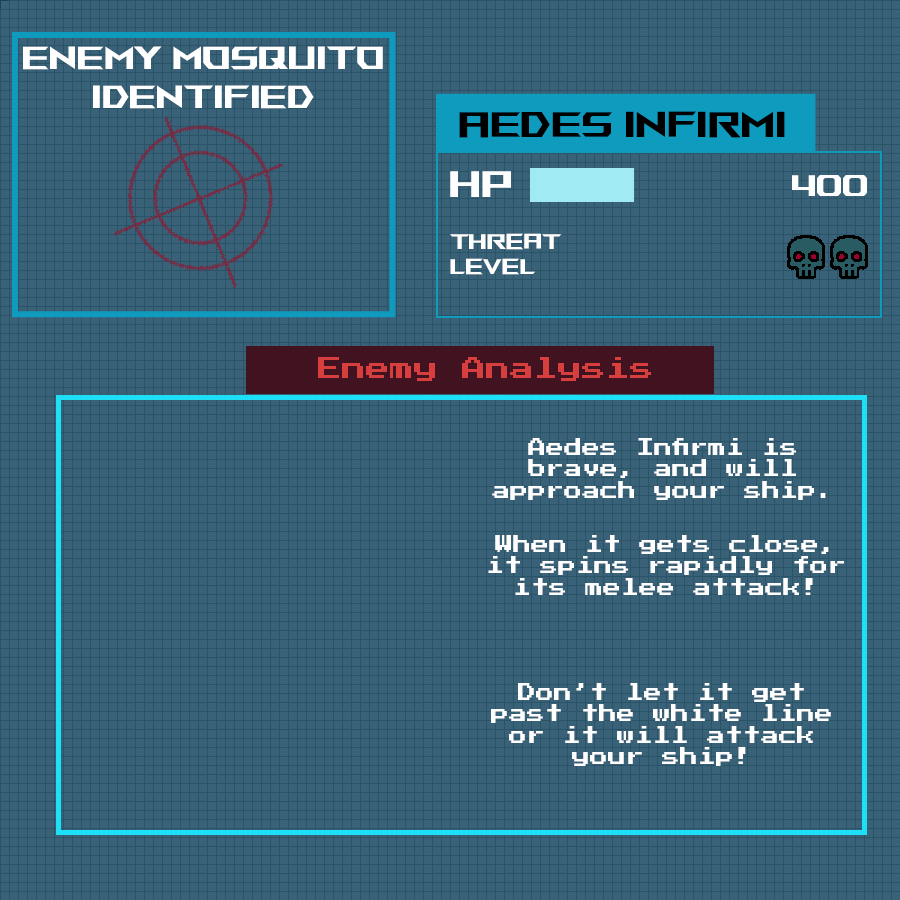 ENEMY MOSQUITO
IDENTIFIED
AEDES INFIRMI
HP 400
THREAT
LEVEL
Enemy Analysis
Aedes Infirmi is
brave, and will
approach your ship.
When it gets close,
it spins rapidly for
its melee attack!
Don't let it get
past the white line
or it will attack
your ship!